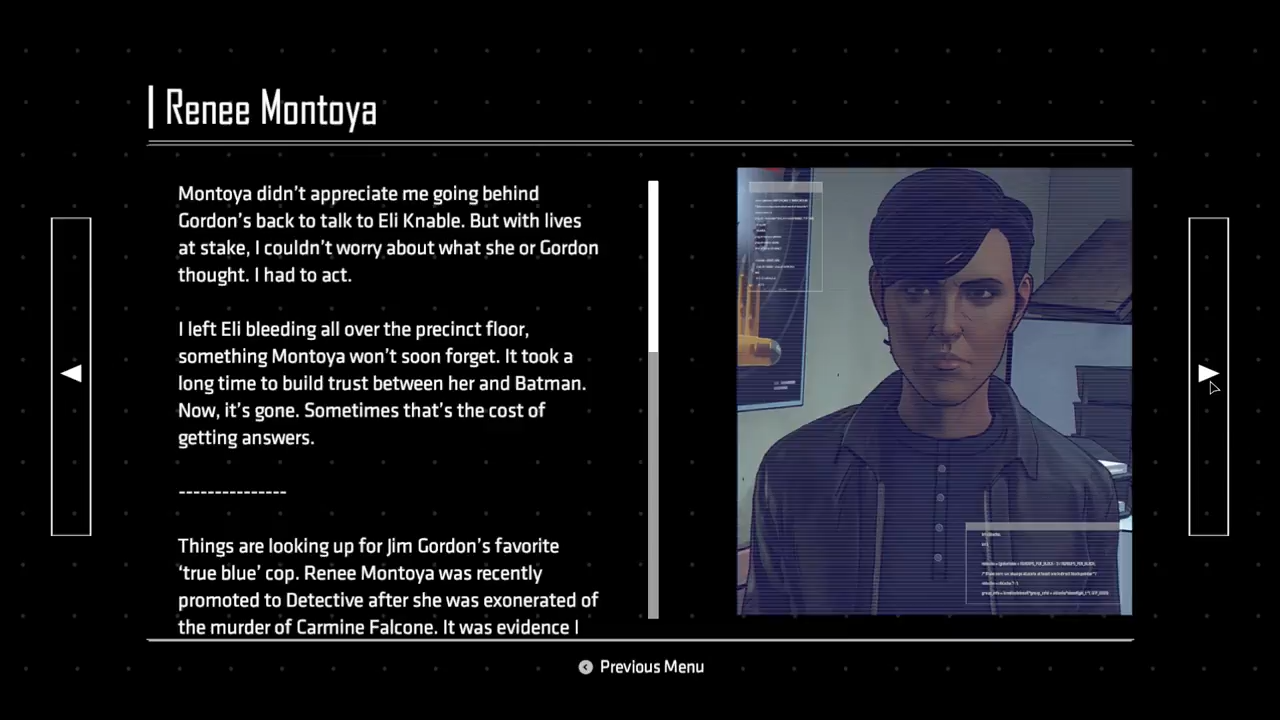 Renee Montoya
Montoya didn't appreciate me going behind
Gordon's back to talk to Eli Knable. But with lives
at stake, I couldn't worry about what she or Gordon
thought. I had to act.
I left Eli bleeding all over the precinct floor,
something Montoya won't soon forget. It took a
long time to build trust between her and Batman.
Now, it's gone. Sometimes that's the cost of
getting answers.
---------------
Things are looking up for Jim Gordon's favorite
'true blue' cop. Renee Montoya was recently
promoted to Detective after she was exonerated of
the murder of Carmine Falcone. It was evidence I
Previous Menu